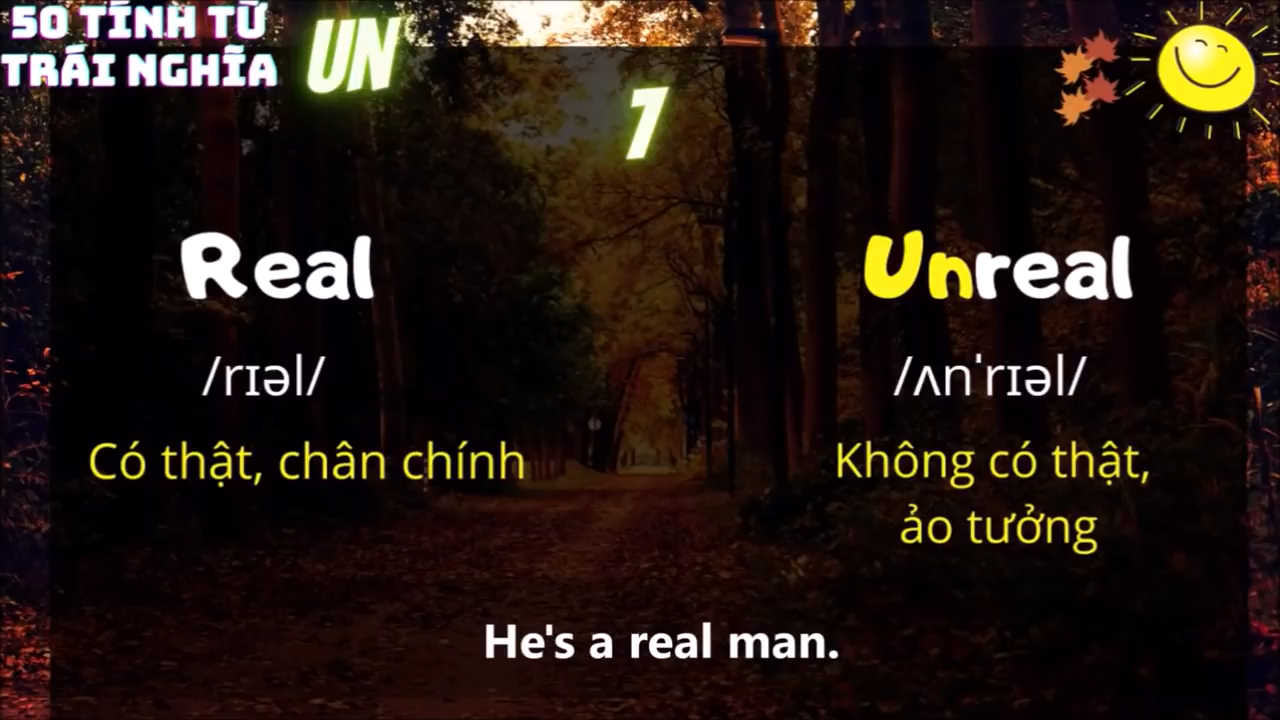 50 TÍNH TỪ
TRÁI NGHĨA
UN
7
Real
Unreal
/rɪəl/
/ʌnˈrɪəl/
Có thật, chân chính
Không có thật,
ảo tưởng
He's a real man.